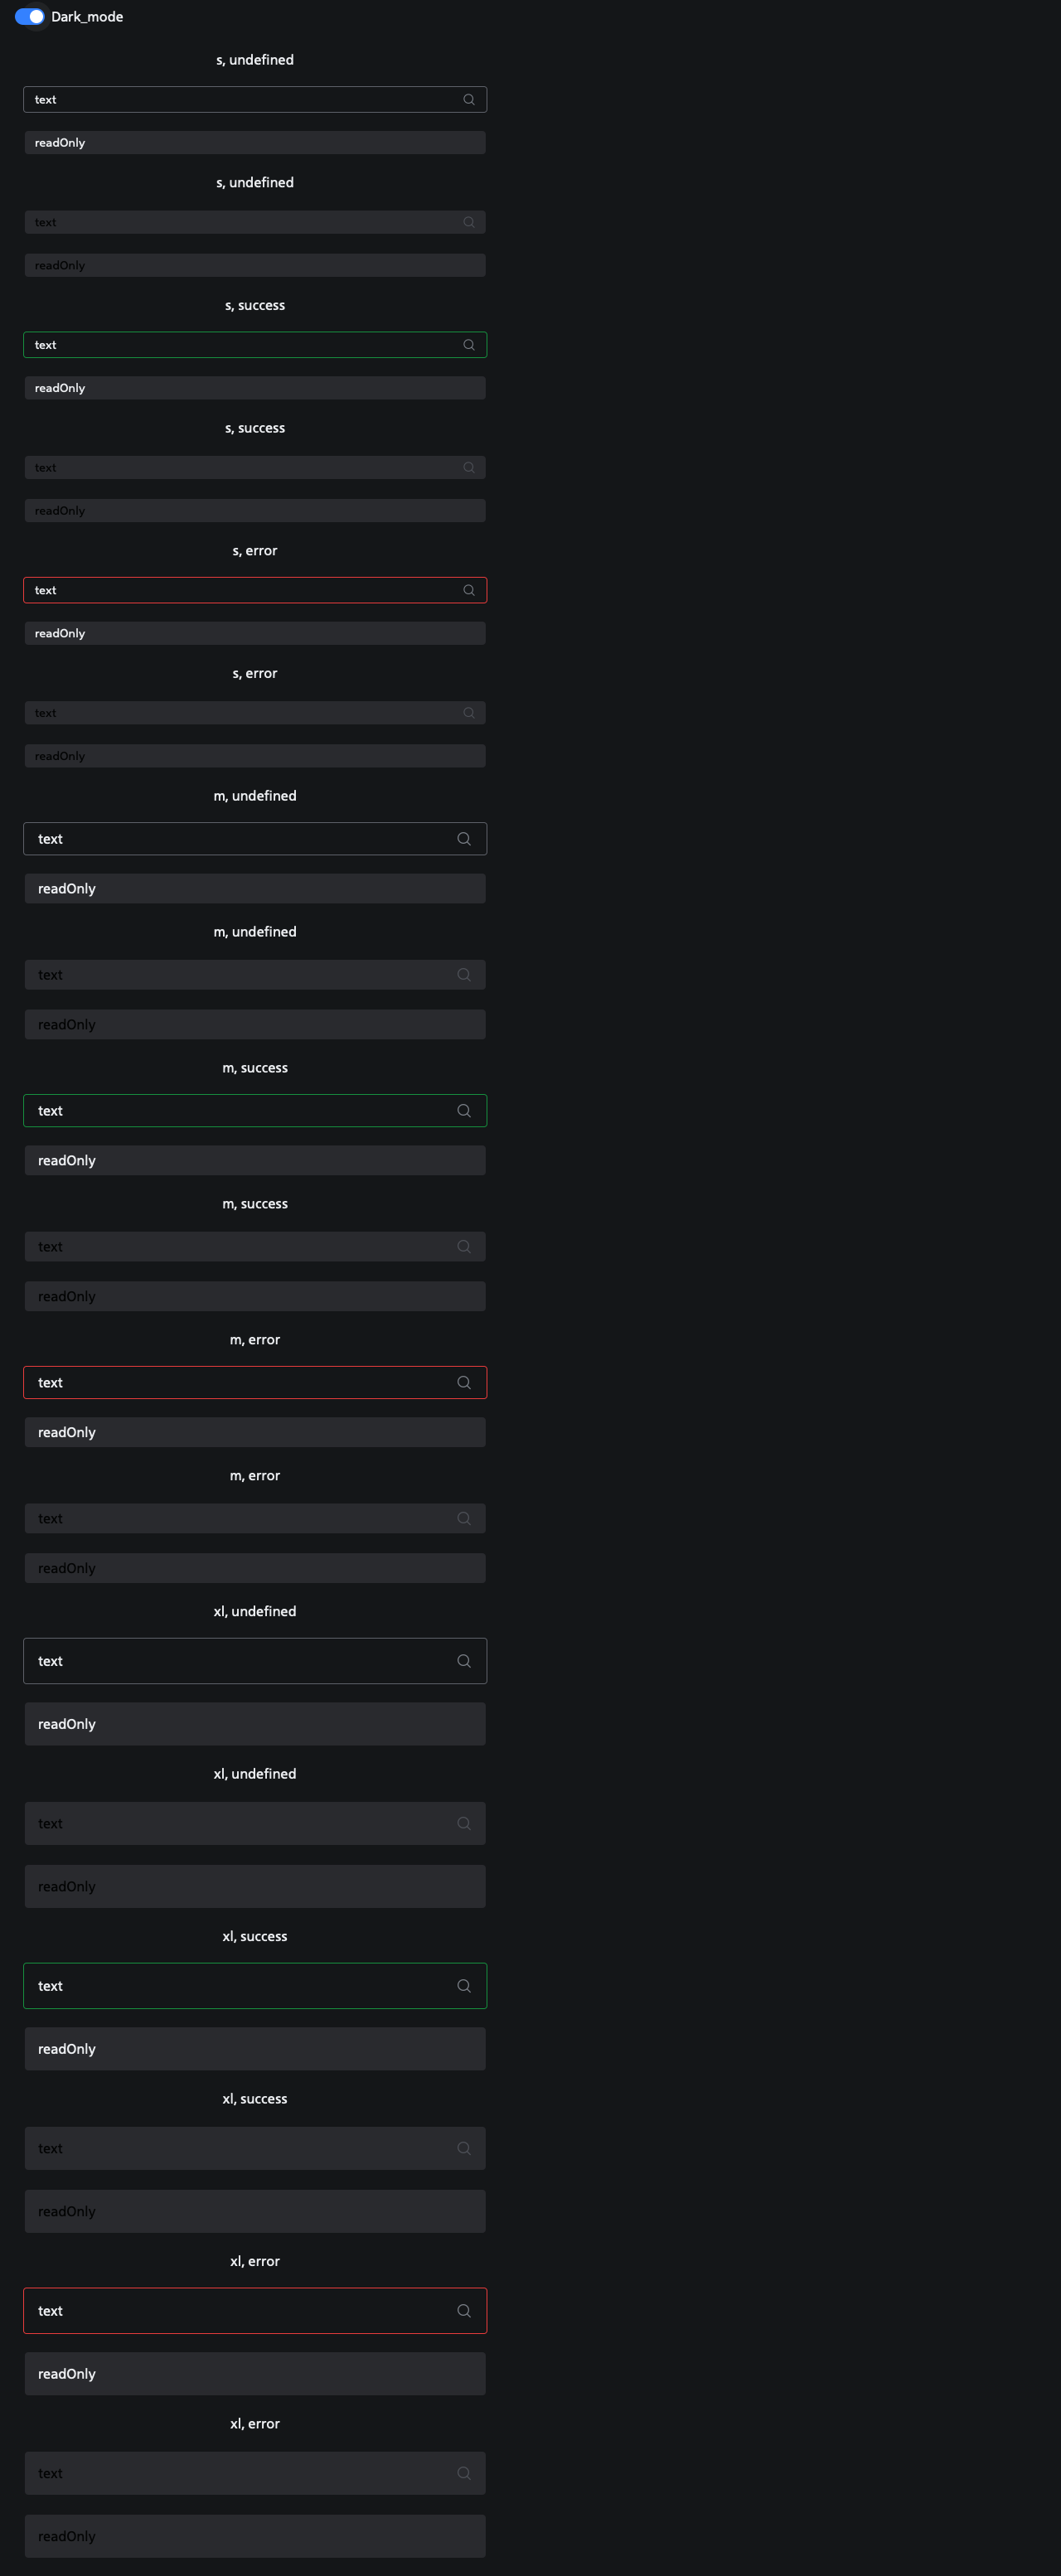 Dark_mode
s, undefined
text
readOnly
s, undefined
text
readOnly
s, success
text
readOnly
s, success
text
readOnly
s, error
text
readOnly
s, error
text
readOnly
m, undefined
text
readOnly
m, undefined
text
readOnly
m, success
text
readOnly
m, success
text
readOnly
m, error
text
readOnly
m, error
text
readOnly
xl, undefined
text
readOnly
xl, undefined
text
readOnly
xl, success
text
readOnly
xl, success
text
readOnly
xl, error
text
readOnly
xl, error
text
readOnly